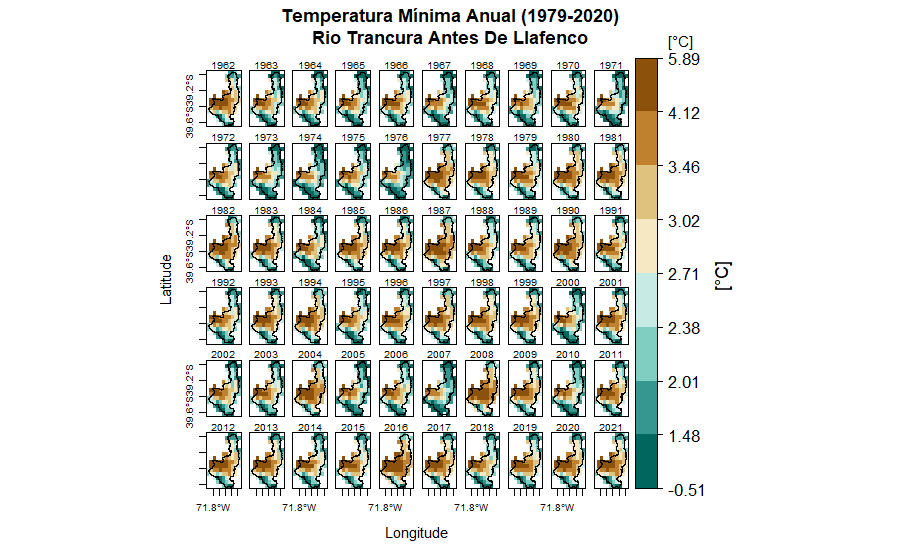 Temperatura Mínima Anual (1979-2020)
Rio Trancura Antes De Llafenco
[°C]
1962 1963 1964 1965 1966 1967 1968 1969 1970 1971
1972 1973 1974 1975 1976 1977 1978 1979 1980 1981
1982 1983 1984 1985 1986 1987 1988 1989 1990 1991
1992 1993 1994 1995 1996 1997 1998 1999 2000 2001
2002 2003 2004 2005 2006 2007 2008 2009 2010 2011
2012 2013 2014 2015 2016 2017 2018 2019 2020 2021
39.6°S39.2°S
39.6°S39.2°S
39.6°S39.2°S
Latitude
71.8°W 71.8°W 71.8°W 71.8°W 71.8°W
Longitude
5.89
4.12
3.46
3.02
2.71
2.38
2.01
1.48
-0.51
[°C]